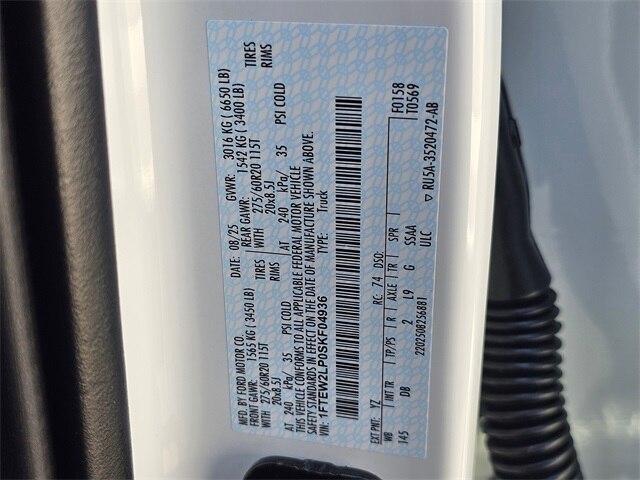 MFD. BY FORD MOTOR CO.
DATE: 08/25
GVWR: 3016 KG ( 6650 LB)
FRONT GAWR: 1565 KG ( 3450 LB)
REAR GAWR: 1542 KG ( 3400 LB)
WITH 275/60R20 115T TIRES
WITH 275/60R20 115T TIRES
20x8.5J RIMS
20x8.5J RIMS
AT 240 kPa/ 35 PSI COLD
AT 240 kPa/ 35 PSI COLD
THIS VEHICLE CONFORMS TO ALL APPLICABLE FEDERAL MOTOR VEHICLE
SAFETY STANDARDS IN EFFECT ON THE DATE OF MANUFACTURE SHOWN ABOVE.
VIN: 1FTEW2LP0SKF04936
TYPE: Truck
F0158
T0569
EXT PNT: YZ RC: 74 DSO:
WB INT TR TP/PS R AXLE TR SPR
145 DB 2 L9 G SSAA
ULC
▽ RU5A-3520472-AB
22025082568B1